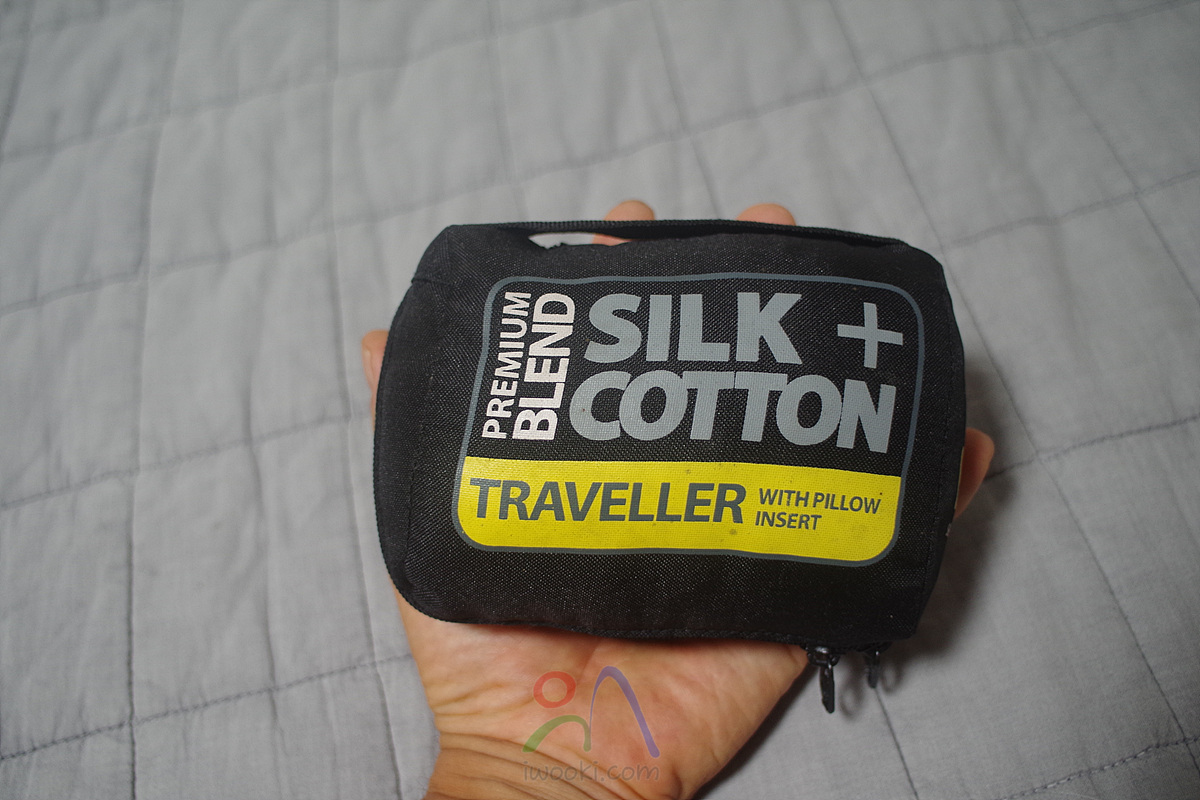 PREMIUM
BLEND
SILK +
COTTON
TRAVELLER
WITH PILLOW
INSERT
iwooki.com